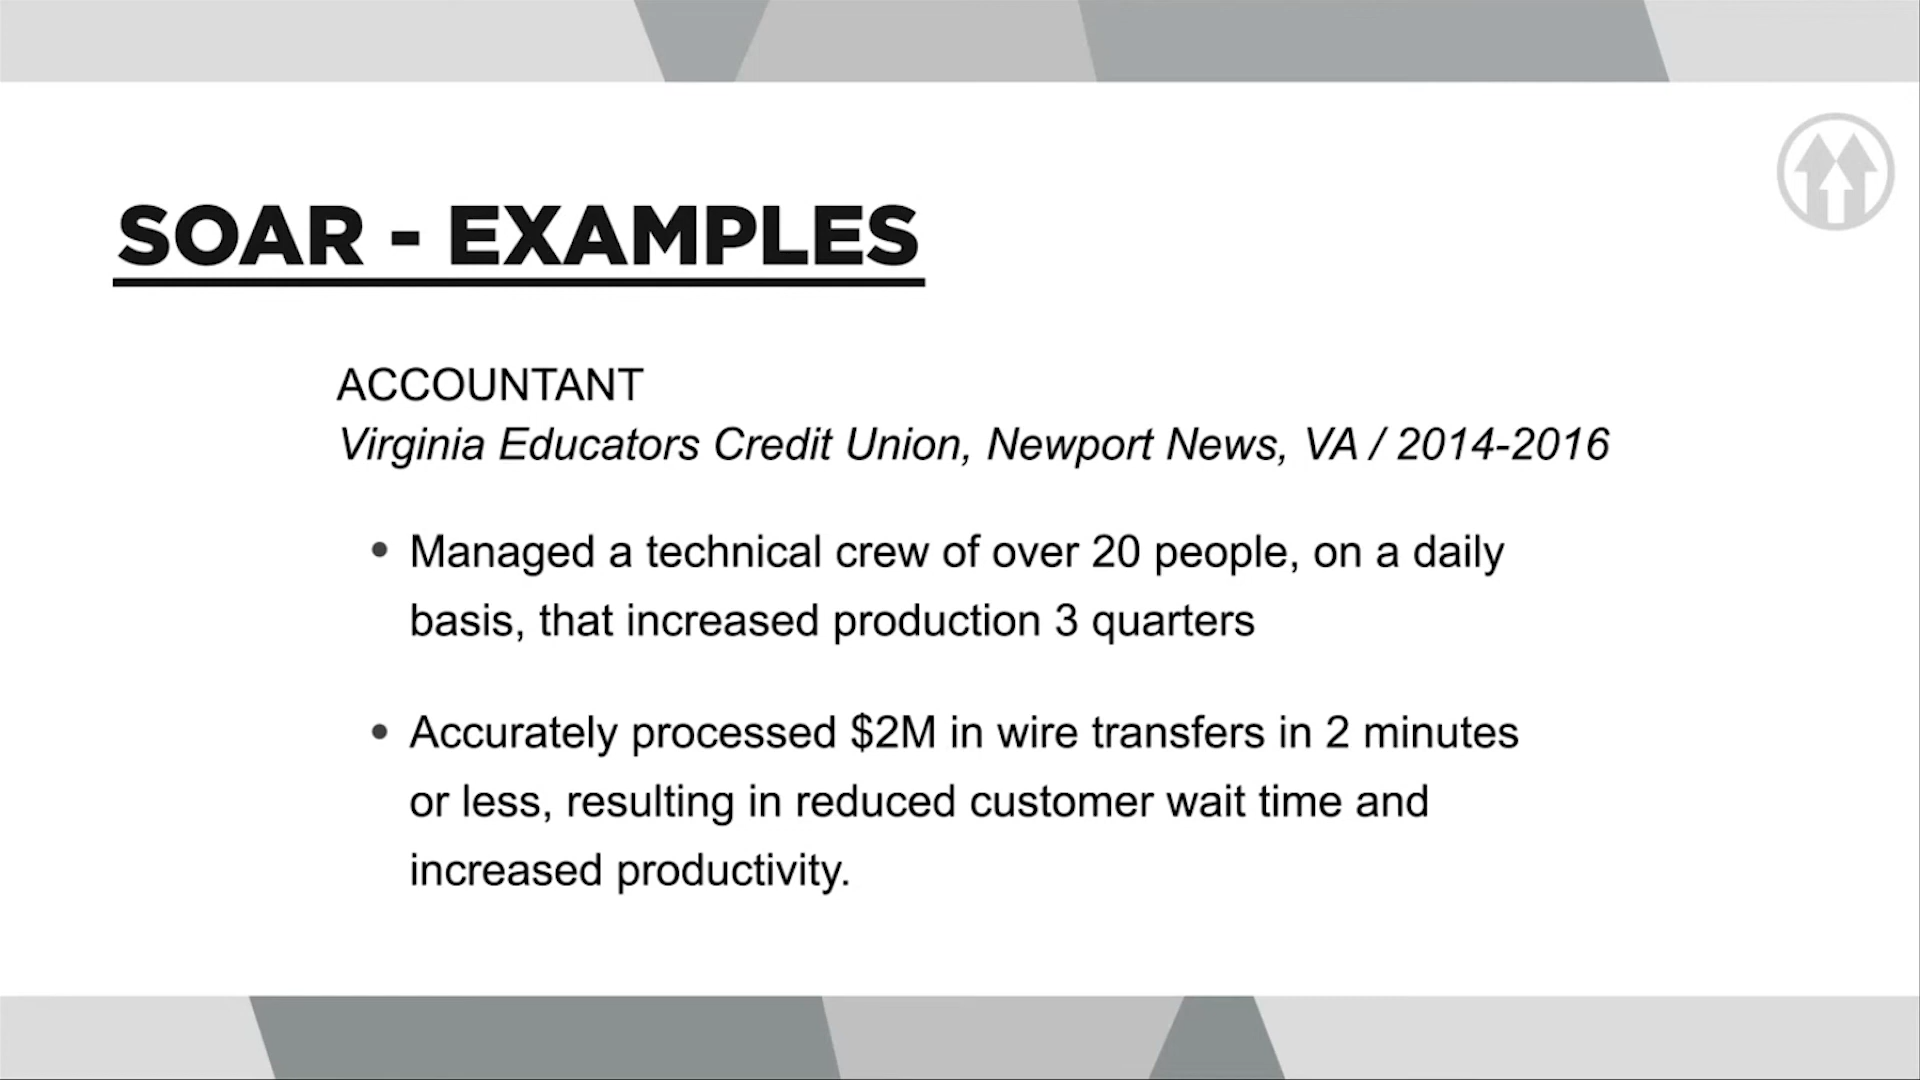 SOAR - EXAMPLES
ACCOUNTANT
Virginia Educators Credit Union, Newport News, VA / 2014-2016
• Managed a technical crew of over 20 people, on a daily
basis, that increased production 3 quarters
• Accurately processed $2M in wire transfers in 2 minutes
or less, resulting in reduced customer wait time and
increased productivity.